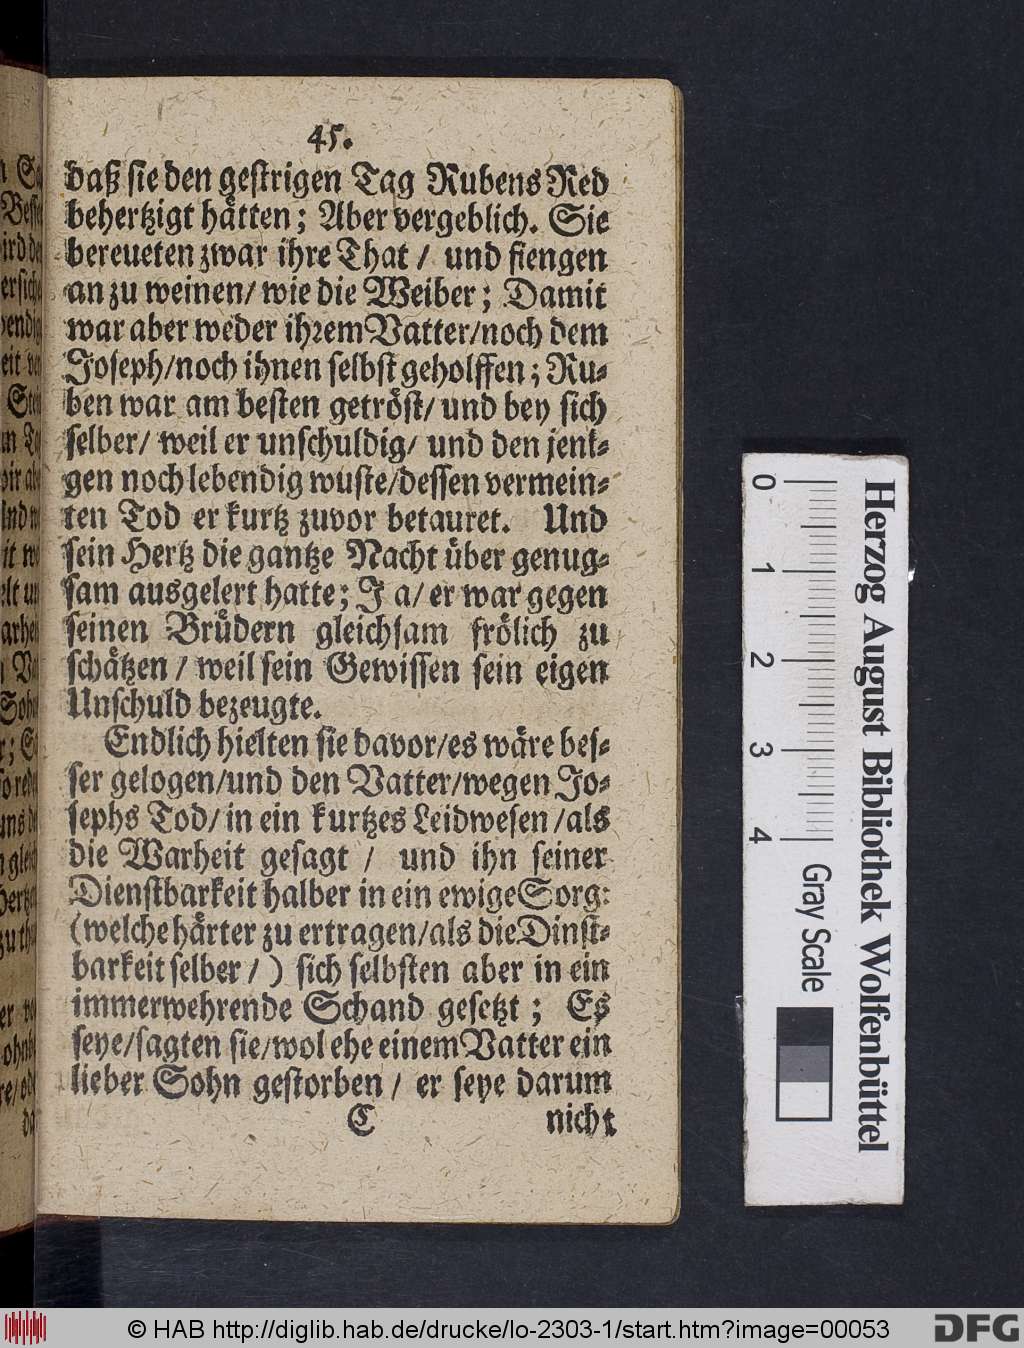 45.
daß sie den gestrigen Tag Rubens Red
behertzigt hätten; Aber vergeblich. Sie
bereueten zwar ihre That / und fiengen
an zu weinen/ wie die Weiber; Damit
war aber weder ihrem Vatter/noch dem
Joseph/noch ihnen selbst geholffen; Ru-
ben war am besten getröst/ und bey sich
selber/ weil er unschuldig/ und den jeni-
gen noch lebendig wuste/dessen vermein-
ten Tod er kurtz zuvor betauret. Und
sein Hertz die gantze Nacht über genug-
sam ausgelert hatte; Ja/ er war gegen
seinen Brüdern gleichsam frölich zu
schätzen / weil sein Gewissen sein eigen
Unschuld bezeugte.
Endlich hielten sie davor/es wäre bes-
ser gelogen/und den Vatter/wegen Jo-
sephs Tod/ in ein kurtzes Leidwesen /als
die Warheit gesagt / und ihn seiner
Dienstbarkeit halber in ein ewige Sorg:
(welche härter zu ertragen/als die Dinst-
barkeit selber / ) sich selbsten aber in ein
immerwehrende Schand gesetzt ; Es
seye/sagten sie/wol ehe einem Vatter ein
lieber Sohn gestorben / er seye darum
C nicht
Herzog August Bibliothek Wolfenbüttel
0 1 2 3 4 Gray Scale
© HAB http://diglib.hab.de/drucke/lo-2303-1/start.htm?image=00053
DFG